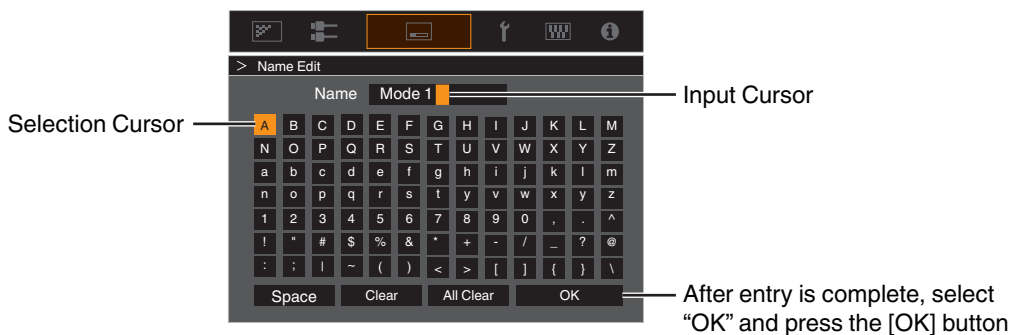 > Name Edit
Name Mode 1
Input Cursor
Selection Cursor
A B C D E F G H I J K L M
N O P Q R S T U V W X Y Z
a b c d e f g h i j k l m
n o p q r s t y v w x y z
1 2 3 4 5 6 7 8 9 0 , . ^
! " # $ % & * + - / _ ? @
: ; | ~ ( ) < > [ ] { } \
Space Clear All Clear OK
After entry is complete, select
“OK” and press the [OK] button